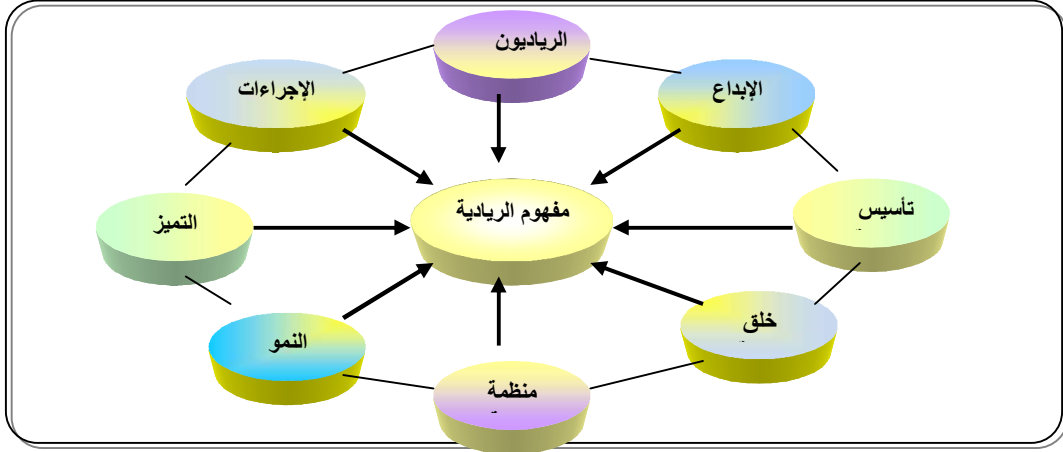 الرياديون
الإبداع
الإجراءات
تأسيس
التميز
مفهوم الريادية
خلق
النمو
منظمة